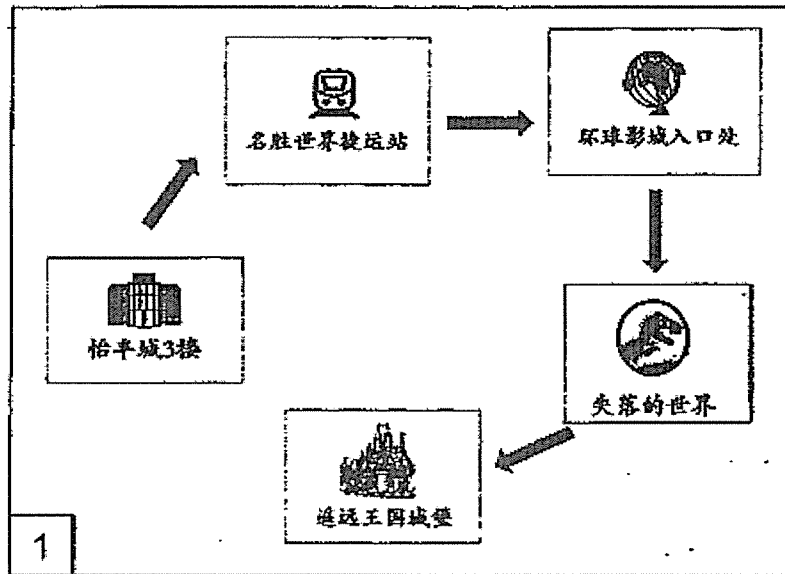 怡丰城3楼
名胜世界捷运站
环球影城入口处
失落的世界
遥远王国城堡
1